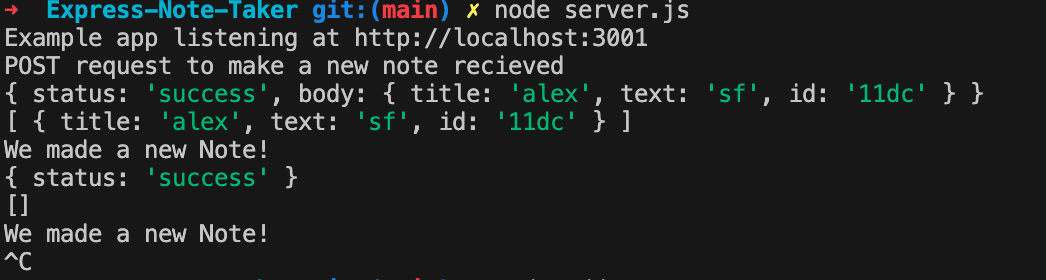 ➜  Express-Note-Taker git:(main) ✗ node server.js
Example app listening at http://localhost:3001
POST request to make a new note recieved
{ status: 'success', body: { title: 'alex', text: 'sf', id: '11dc' } }
[ { title: 'alex', text: 'sf', id: '11dc' } ]
We made a new Note!
{ status: 'success' }
[]
We made a new Note!
^C